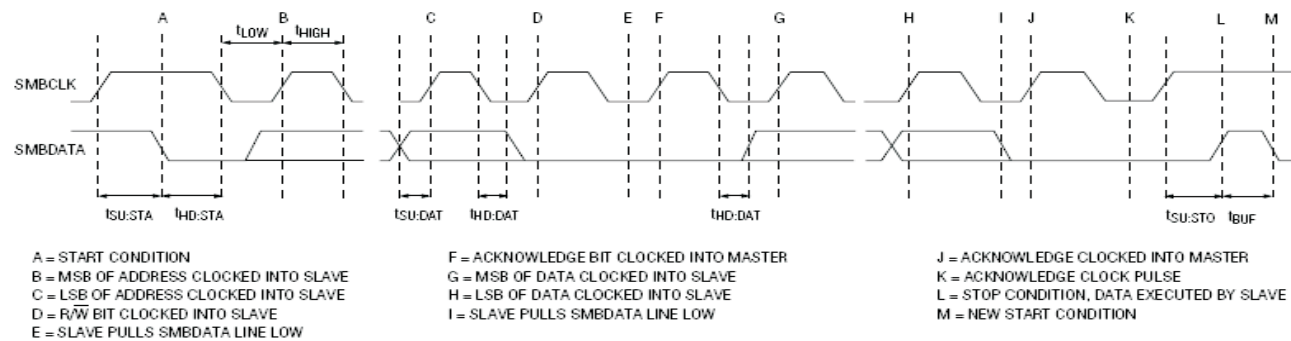 A B C D E F G H I J K L M
tLOW tHIGH
SMBCLK
SMBDATA
tSU:STA tHD:STA tSU:DAT tHD:DAT tHD:DAT tSU:STO tBUF
A = START CONDITION
B = MSB OF ADDRESS CLOCKED INTO SLAVE
C = LSB OF ADDRESS CLOCKED INTO SLAVE
D = R/W̅ BIT CLOCKED INTO SLAVE
E = SLAVE PULLS SMBDATA LINE LOW
F = ACKNOWLEDGE BIT CLOCKED INTO MASTER
G = MSB OF DATA CLOCKED INTO SLAVE
H = LSB OF DATA CLOCKED INTO SLAVE
I = SLAVE PULLS SMBDATA LINE LOW
J = ACKNOWLEDGE CLOCKED INTO MASTER
K = ACKNOWLEDGE CLOCK PULSE
L = STOP CONDITION, DATA EXECUTED BY SLAVE
M = NEW START CONDITION